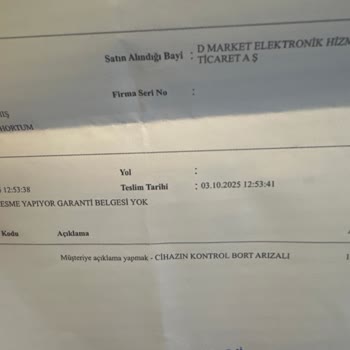 Satın Alındığı Bayi : D MARKET ELEKTRONİK HİZM
TİCARET A Ş
Firma Seri No :
HORTUM
Yol :
12:53:38 Teslim Tarihi : 03.10.2025 12:53:41
ESME YAPIYOR GARANTİ BELGESİ YOK
Kodu Açıklama
Müşteriye açıklama yapmak - CİHAZIN KONTROL BORT ARIZALI